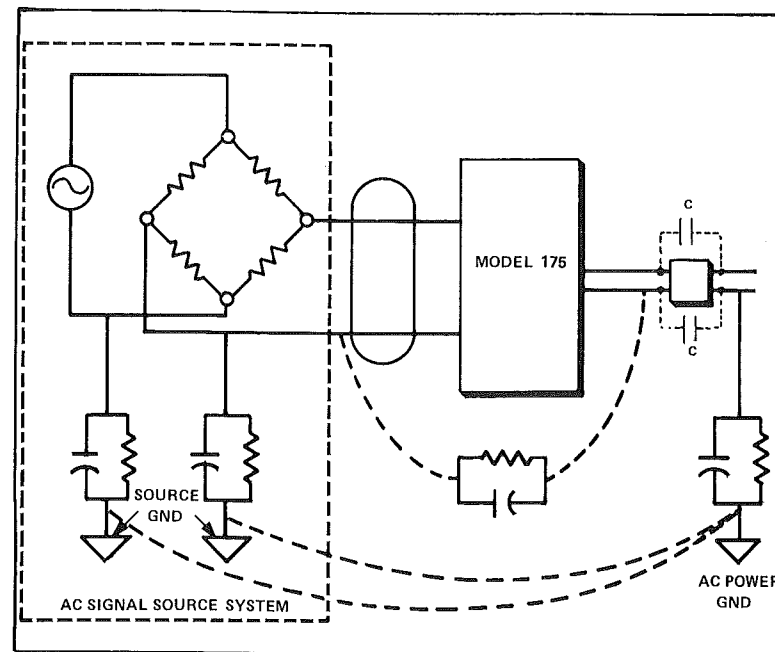 C
MODEL 175
C
SOURCE
GND
AC SIGNAL SOURCE SYSTEM
AC POWER
GND